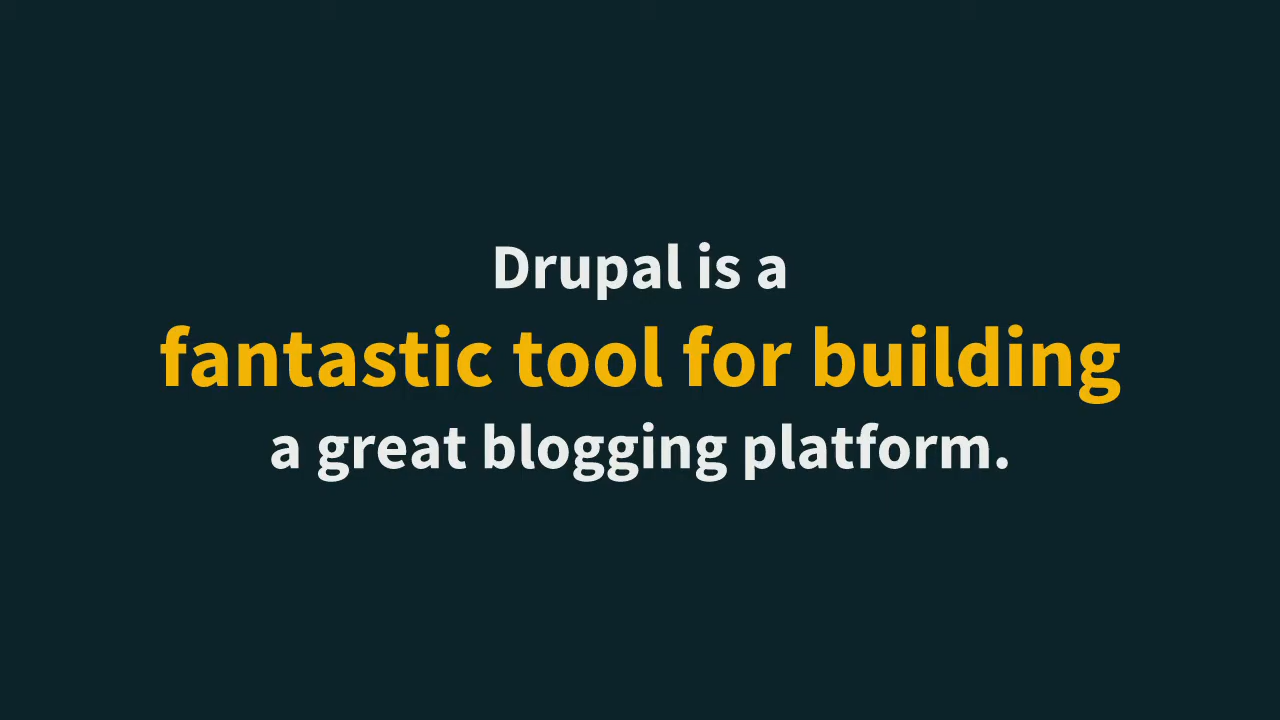 Drupal is a
fantastic tool for building
a great blogging platform.